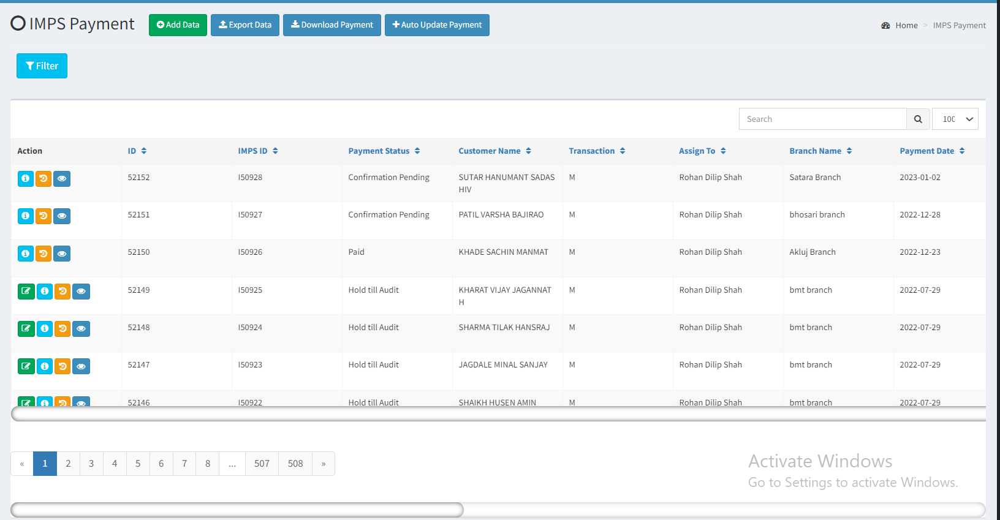 IMPS Payment Add Data Export Data Download Payment Auto Update Payment Home > IMPS Payment
Filter
Search 100
Action ID IMPS ID Payment Status Customer Name Transaction Assign To Branch Name Payment Date
52152 I50928 Confirmation Pending SUTAR HANUMANT SADAS M Rohan Dilip Shah Satara Branch 2023-01-02
HIV
52151 I50927 Confirmation Pending PATIL VARSHA BAJIRAO M Rohan Dilip Shah bhosari branch 2022-12-28
52150 I50926 Paid KHADE SACHIN MANMAT M Rohan Dilip Shah Akluj Branch 2022-12-23
52149 I50925 Hold till Audit KHARAT VIJAY JAGANNAT M Rohan Dilip Shah bmt branch 2022-07-29
H
52148 I50924 Hold till Audit SHARMA TILAK HANSRAJ M Rohan Dilip Shah bmt branch 2022-07-29
52147 I50923 Hold till Audit JAGDALE MINAL SANJAY M Rohan Dilip Shah bmt branch 2022-07-29
52146 I50922 Hold till Audit SHAIKH HUSEN AMIN M Rohan Dilip Shah bmt branch 2022-07-29
« 1 2 3 4 5 6 7 8 ... 507 508 »
Activate Windows
Go to Settings to activate Windows.